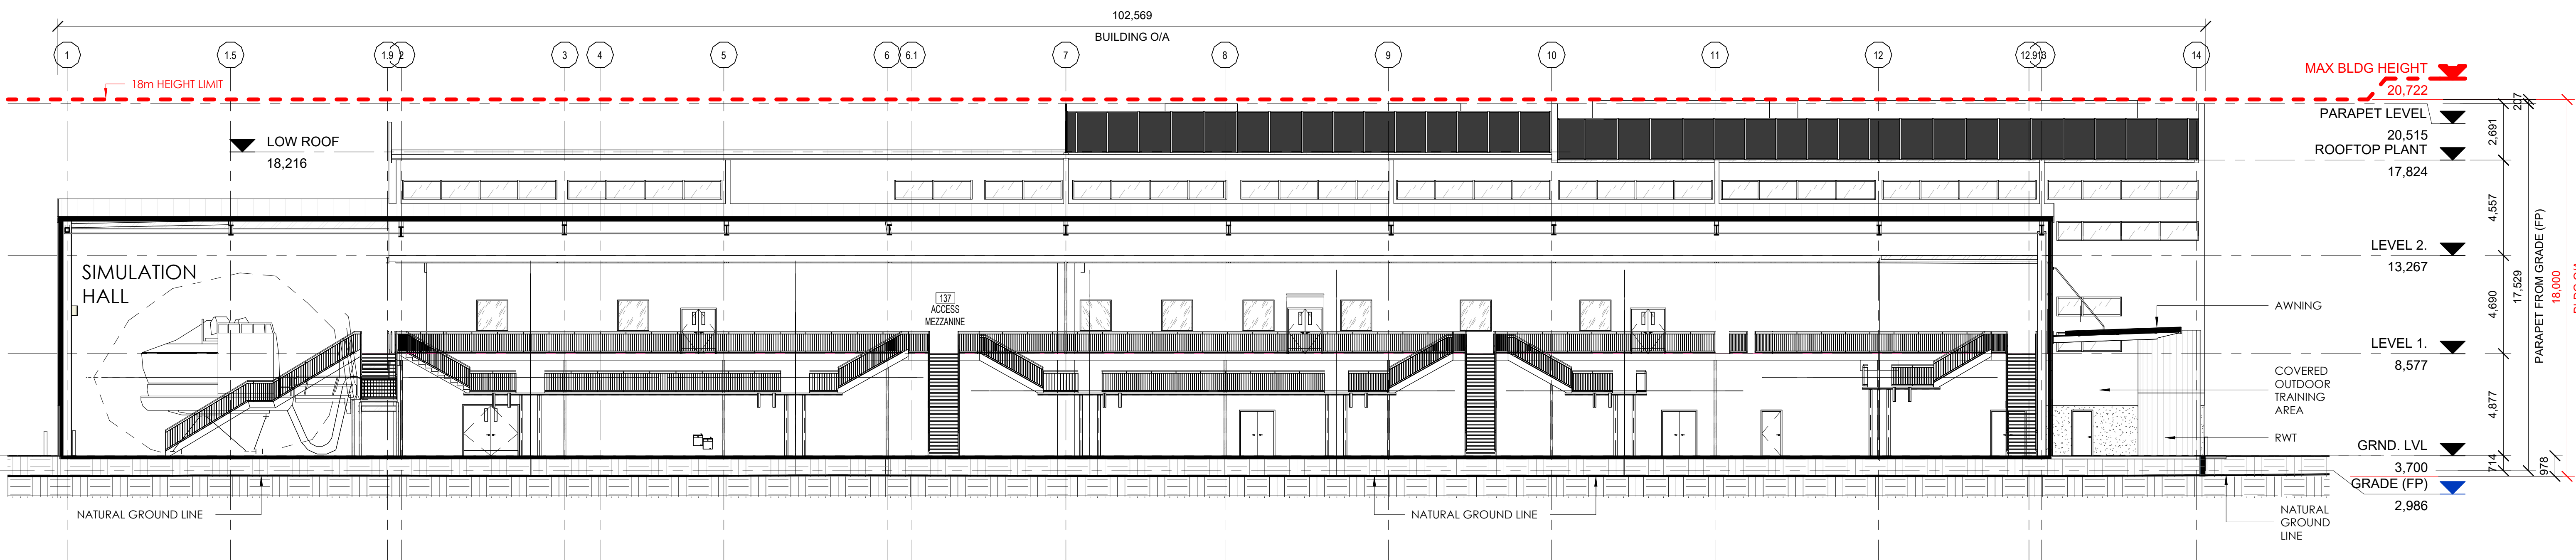 102,569
BUILDING O/A
1
1.5
1.9
2
3
4
5
6
6.1
7
8
9
10
11
12
12.9
13
14
18m HEIGHT LIMIT
MAX BLDG HEIGHT
20,722
PARAPET LEVEL
20,515
ROOFTOP PLANT
17,824
LOW ROOF
18,216
LEVEL 2.
13,267
SIMULATION
HALL
137
ACCESS
MEZZANINE
AWNING
LEVEL 1.
8,577
COVERED
OUTDOOR
TRAINING
AREA
RWT
GRND. LVL
3,700
GRADE (FP)
2,986
NATURAL GROUND LINE
NATURAL GROUND LINE
NATURAL
GROUND
LINE
207
2,691
4,557
4,690
4,877
714
17,529
PARAPET FROM GRADE (FP)
978
18,000